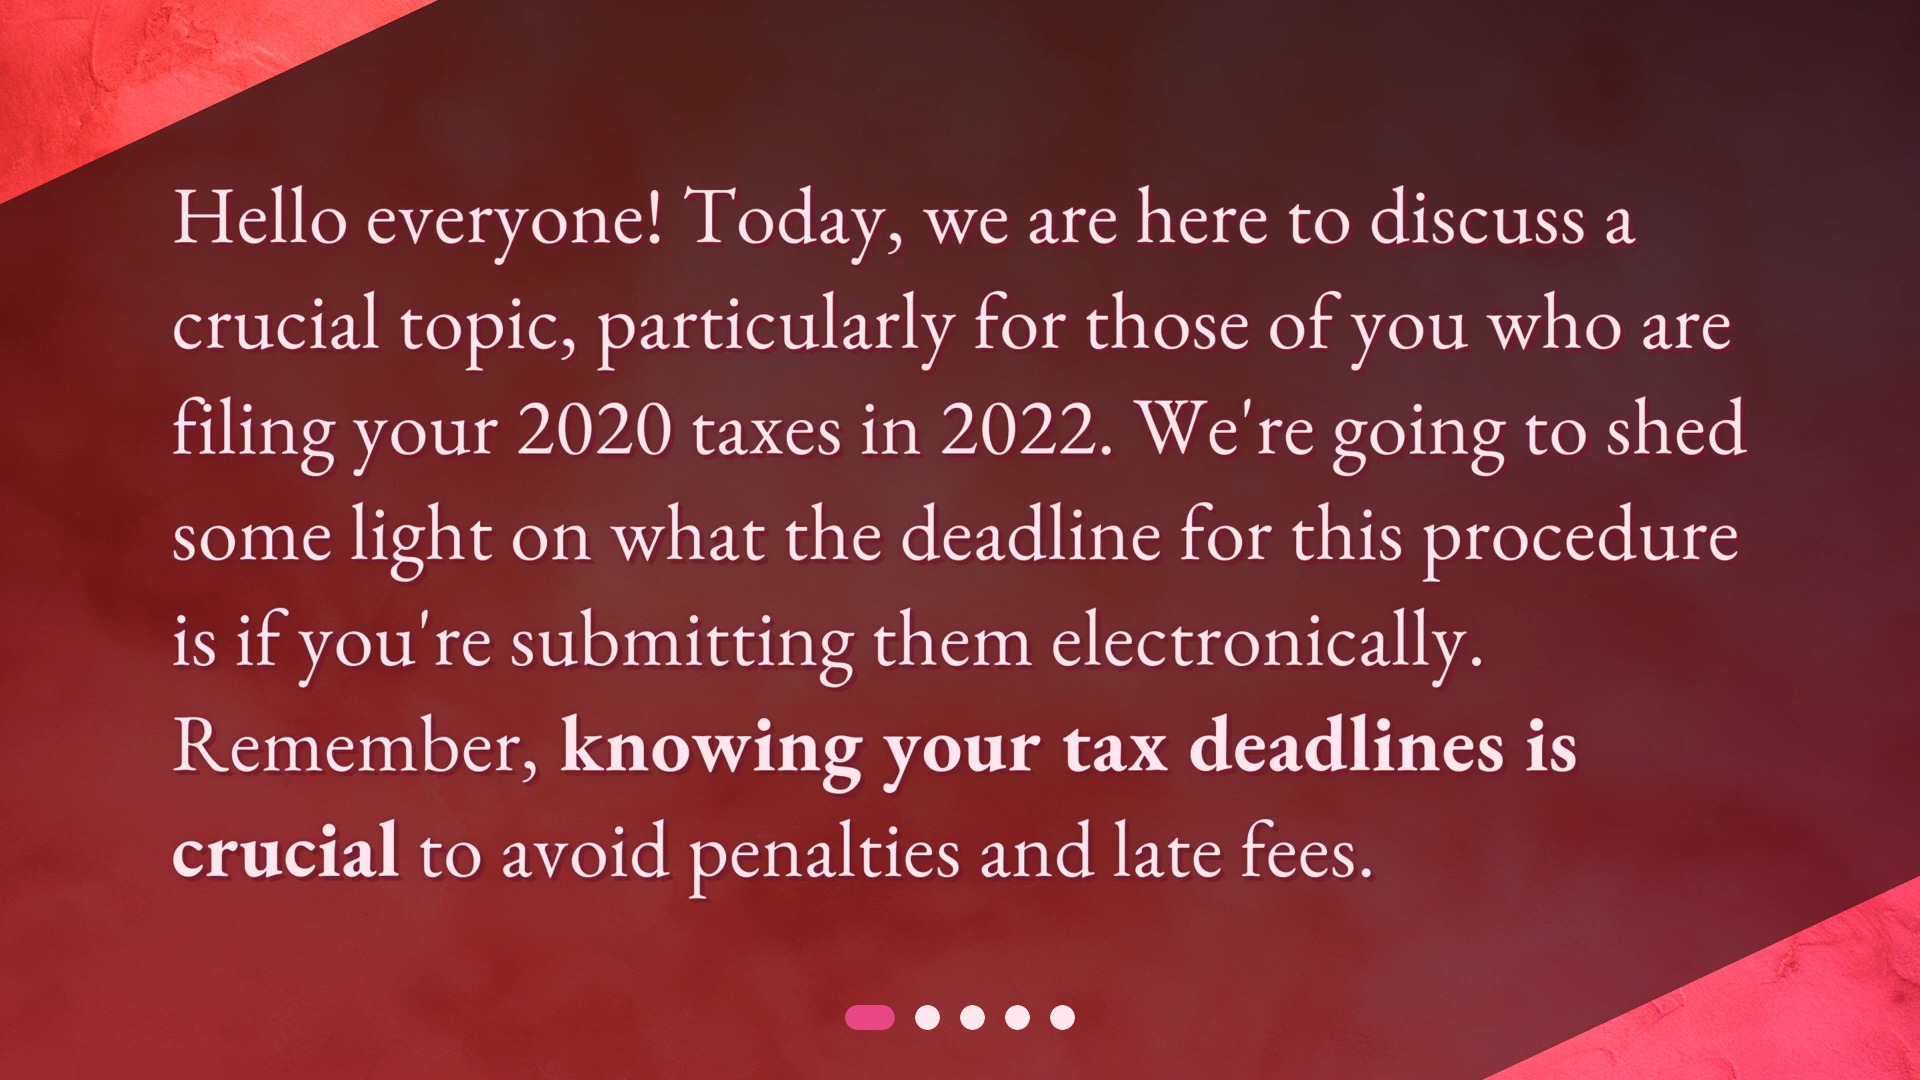 Hello everyone! Today, we are here to discuss a
crucial topic, particularly for those of you who are
filing your 2020 taxes in 2022. We're going to shed
some light on what the deadline for this procedure
is if you're submitting them electronically.
Remember, knowing your tax deadlines is
crucial to avoid penalties and late fees.